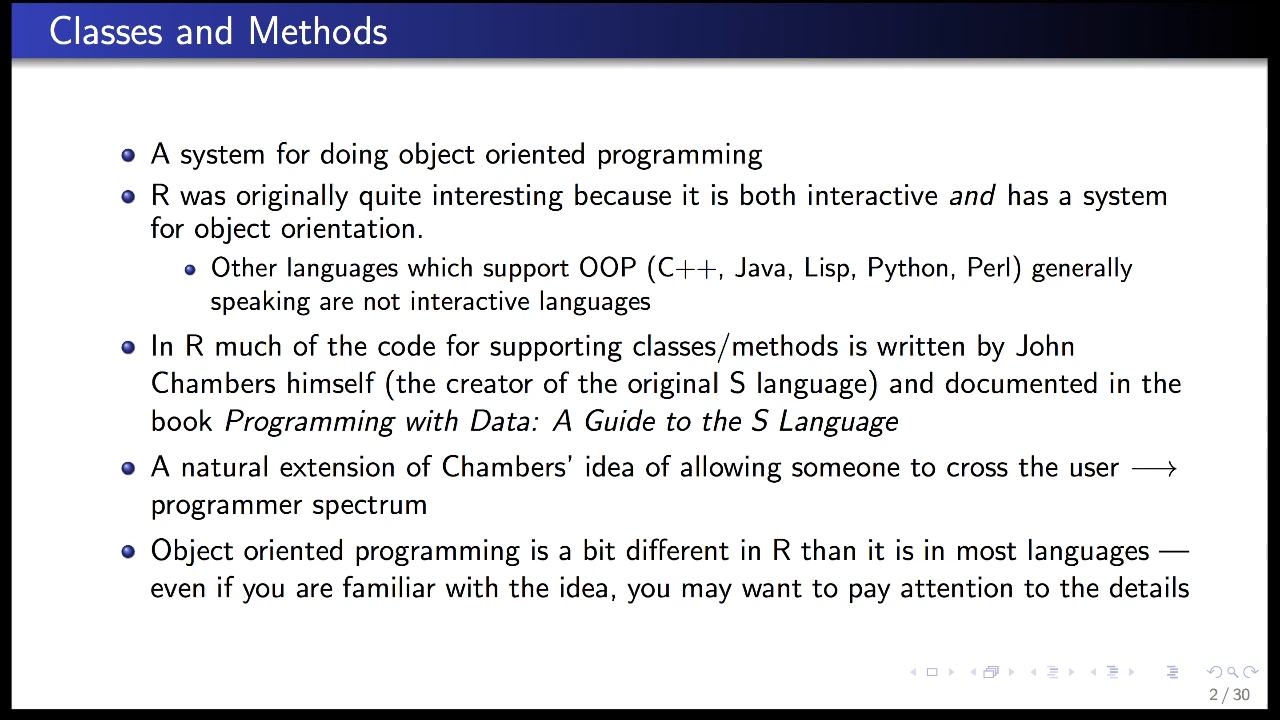 Classes and Methods
A system for doing object oriented programming
R was originally quite interesting because it is both interactive and has a system
for object orientation.
Other languages which support OOP (C++, Java, Lisp, Python, Perl) generally
speaking are not interactive languages
In R much of the code for supporting classes/methods is written by John
Chambers himself (the creator of the original S language) and documented in the
book Programming with Data: A Guide to the S Language
A natural extension of Chambers’ idea of allowing someone to cross the user ⟶
programmer spectrum
Object oriented programming is a bit different in R than it is in most languages —
even if you are familiar with the idea, you may want to pay attention to the details
2 / 30